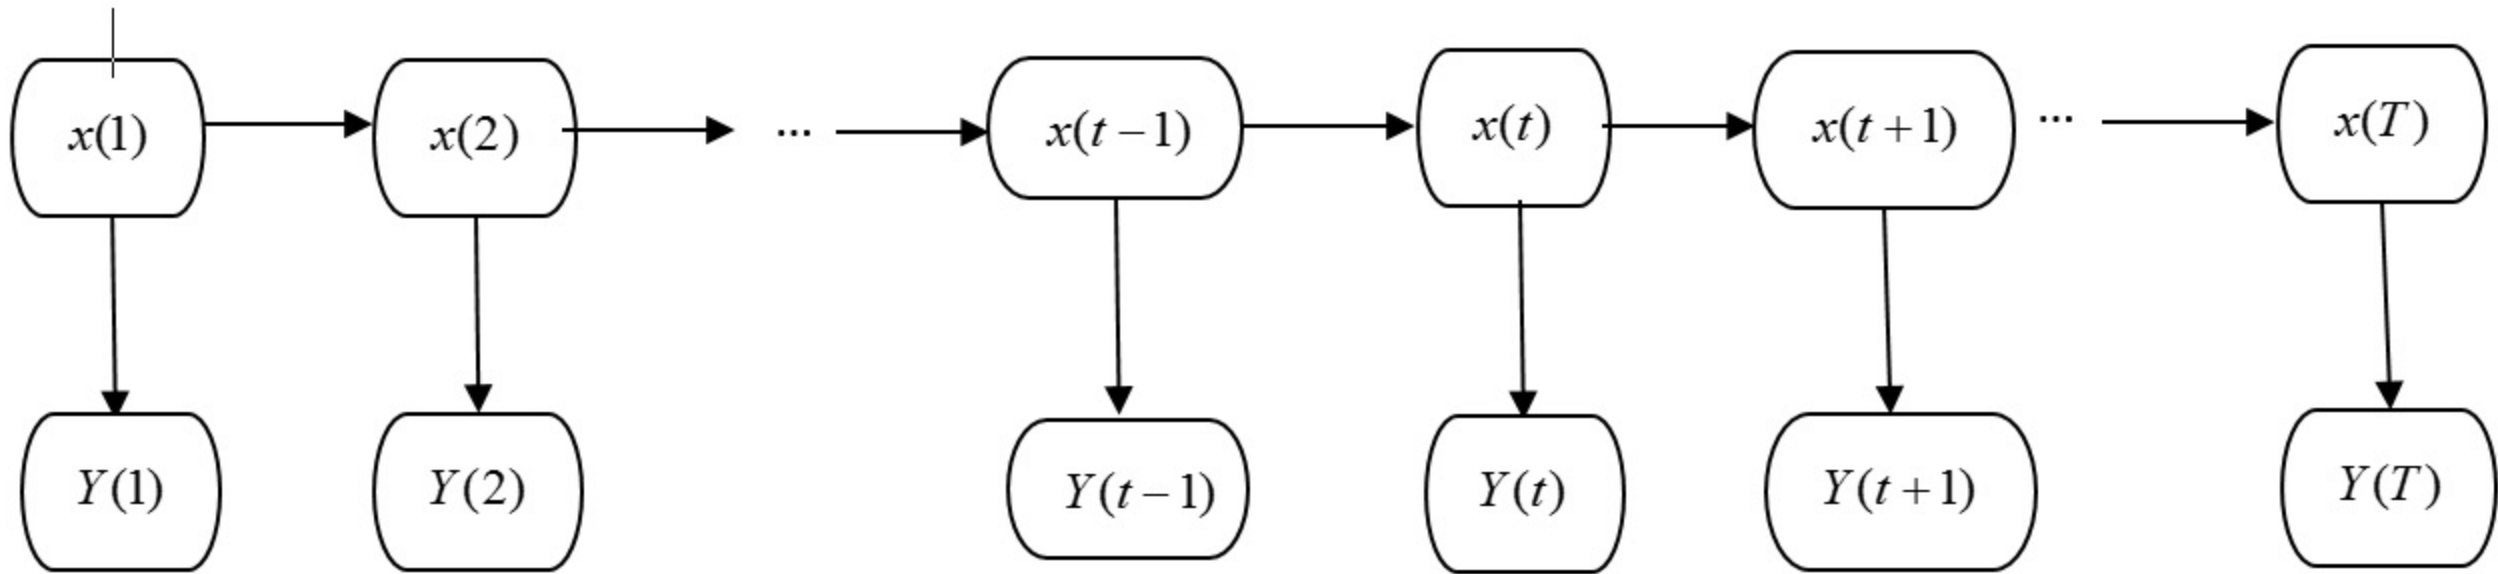 x(1) x(2) ... x(t−1) x(t) x(t+1) ... x(T)
Y(1) Y(2) Y(t−1) Y(t) Y(t+1) Y(T)